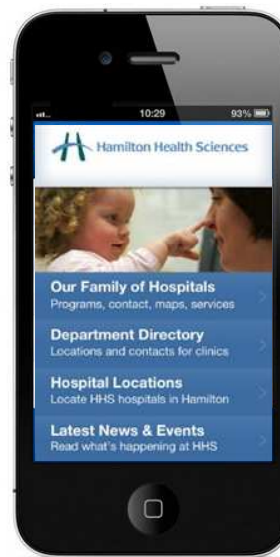 10:29
93%
Hamilton Health Sciences
Our Family of Hospitals
Programs, contact, maps, services
Department Directory
Locations and contacts for clinics
Hospital Locations
Locate HHS hospitals in Hamilton
Latest News & Events
Read what's happening at HHS